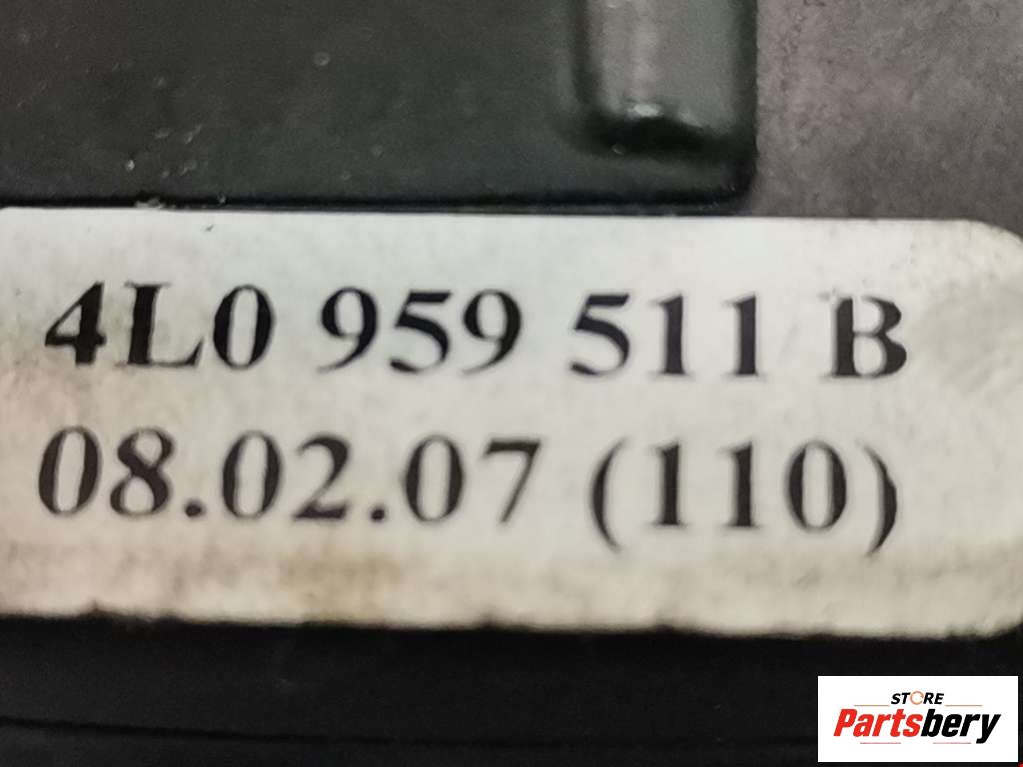 4L0 959 511 B
08.02.07 (110)
STORE
Partsbery